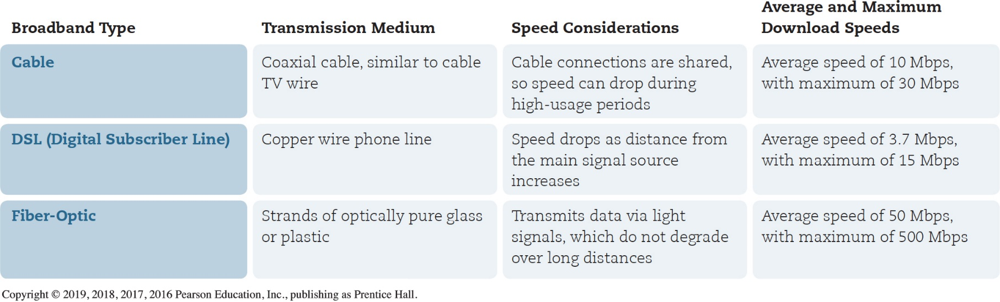 Broadband Type
Transmission Medium
Speed Considerations
Average and Maximum
Download Speeds
Cable
Coaxial cable, similar to cable
TV wire
Cable connections are shared,
so speed can drop during
high-usage periods
Average speed of 10 Mbps,
with maximum of 30 Mbps
DSL (Digital Subscriber Line)
Copper wire phone line
Speed drops as distance from
the main signal source
increases
Average speed of 3.7 Mbps,
with maximum of 15 Mbps
Fiber-Optic
Strands of optically pure glass
or plastic
Transmits data via light
signals, which do not degrade
over long distances
Average speed of 50 Mbps,
with maximum of 500 Mbps
Copyright © 2019, 2018, 2017, 2016 Pearson Education, Inc., publishing as Prentice Hall.